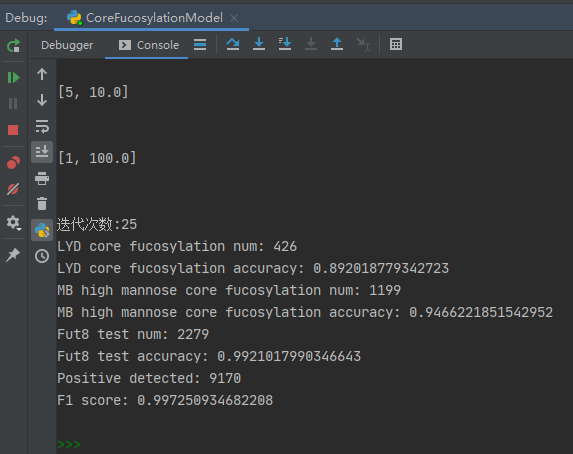 Debug: CoreFucosylationModel
Debugger Console
[5, 10.0]
[1, 100.0]
迭代次数:25
LYD core fucosylation num: 426
LYD core fucosylation accuracy: 0.892018779342723
MB high mannose core fucosylation num: 1199
MB high mannose core fucosylation accuracy: 0.9466221851542952
Fut8 test num: 2279
Fut8 test accuracy: 0.9921017990346643
Positive detected: 9170
F1 score: 0.997250934682208
>>>